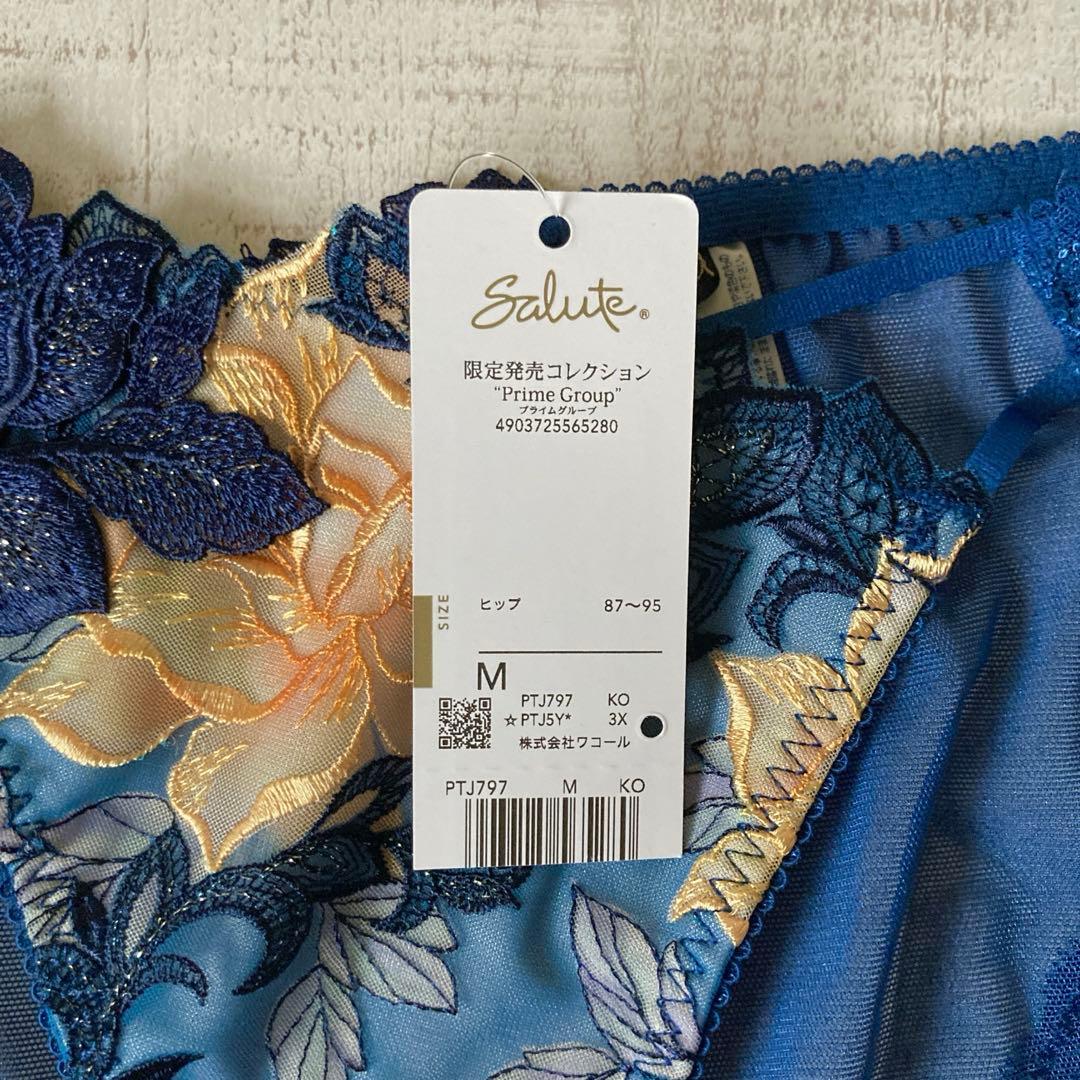 Salute®
限定発売コレクション
"Prime Group"
プライムグループ
4903725565280
SIZE
ヒップ 87〜95
M
PTJ797 KO
☆PTJ5Y* 3X
株式会社ワコール
PTJ797 M KO